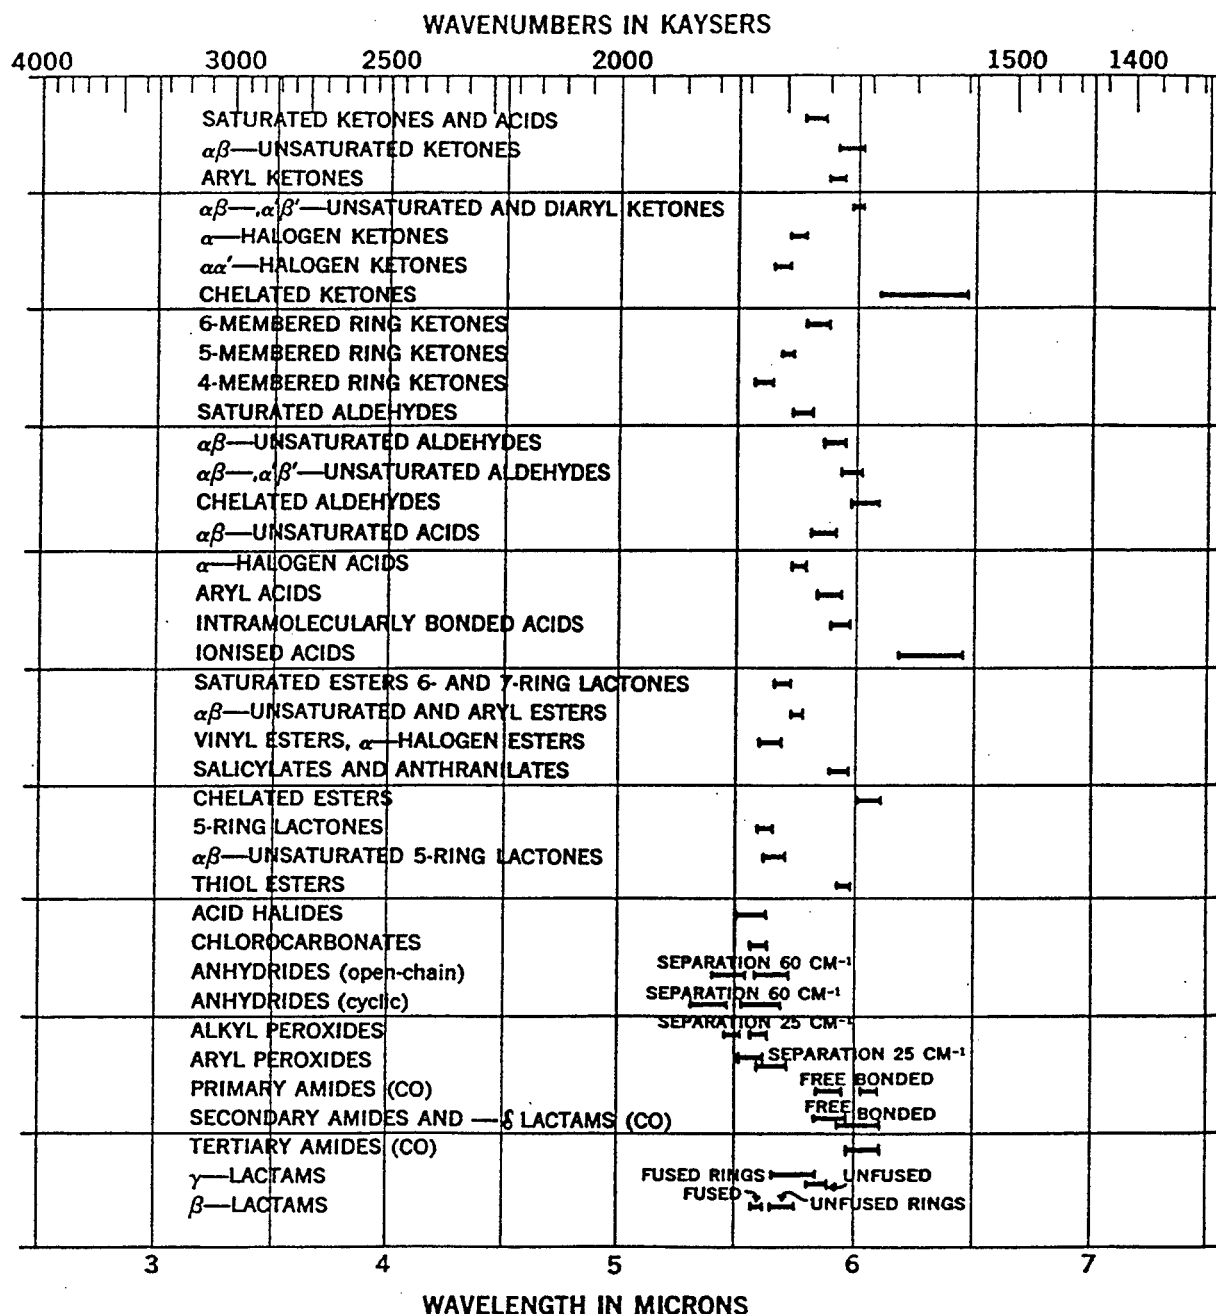 WAVENUMBERS IN KAYSERS
4000 3000 2500 2000 1500 1400
SATURATED KETONES AND ACIDS
αβ—UNSATURATED KETONES
ARYL KETONES
αβ—,α'β'—UNSATURATED AND DIARYL KETONES
α—HALOGEN KETONES
αα'—HALOGEN KETONES
CHELATED KETONES
6-MEMBERED RING KETONES
5-MEMBERED RING KETONES
4-MEMBERED RING KETONES
SATURATED ALDEHYDES
αβ—UNSATURATED ALDEHYDES
αβ—,α'β'—UNSATURATED ALDEHYDES
CHELATED ALDEHYDES
αβ—UNSATURATED ACIDS
α—HALOGEN ACIDS
ARYL ACIDS
INTRAMOLECULARLY BONDED ACIDS
IONISED ACIDS
SATURATED ESTERS 6- AND 7-RING LACTONES
αβ—UNSATURATED AND ARYL ESTERS
VINYL ESTERS, α—HALOGEN ESTERS
SALICYLATES AND ANTHRANILATES
CHELATED ESTERS
5-RING LACTONES
αβ—UNSATURATED 5-RING LACTONES
THIOL ESTERS
ACID HALIDES
CHLOROCARBONATES
ANHYDRIDES (open-chain) SEPARATION 60 CM⁻¹
ANHYDRIDES (cyclic) SEPARATION 60 CM⁻¹
ALKYL PEROXIDES SEPARATION 25 CM⁻¹
ARYL PEROXIDES SEPARATION 25 CM⁻¹
PRIMARY AMIDES (CO) FREE BONDED
SECONDARY AMIDES AND —δ LACTAMS (CO) FREE BONDED
TERTIARY AMIDES (CO)
γ—LACTAMS FUSED RINGS UNFUSED
β—LACTAMS FUSED UNFUSED RINGS
3 4 5 6 7
WAVELENGTH IN MICRONS